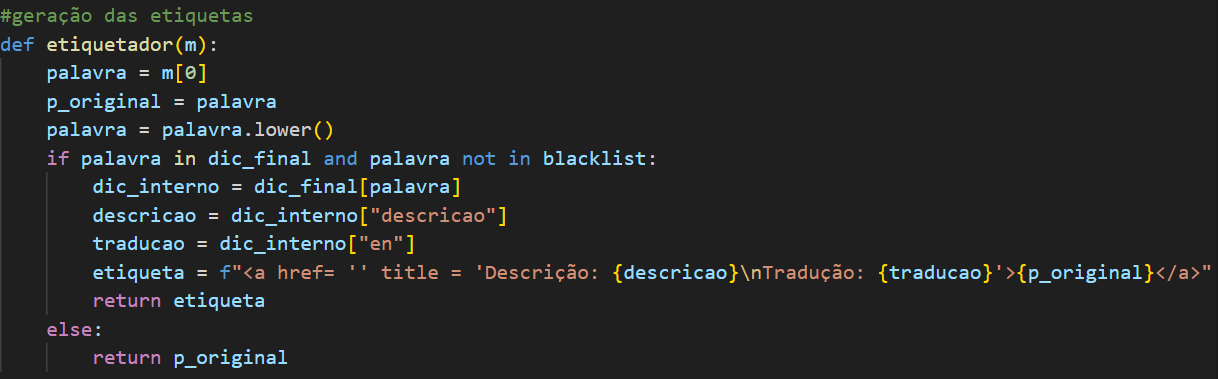 #geração das etiquetas
def etiquetador(m):
    palavra = m[0]
    p_original = palavra
    palavra = palavra.lower()
    if palavra in dic_final and palavra not in blacklist:
        dic_interno = dic_final[palavra]
        descricao = dic_interno["descricao"]
        traducao = dic_interno["en"]
        etiqueta = f"<a href= '' title = 'Descrição: {descricao}\nTradução: {traducao}'>{p_original}</a>"
        return etiqueta
    else:
        return p_original